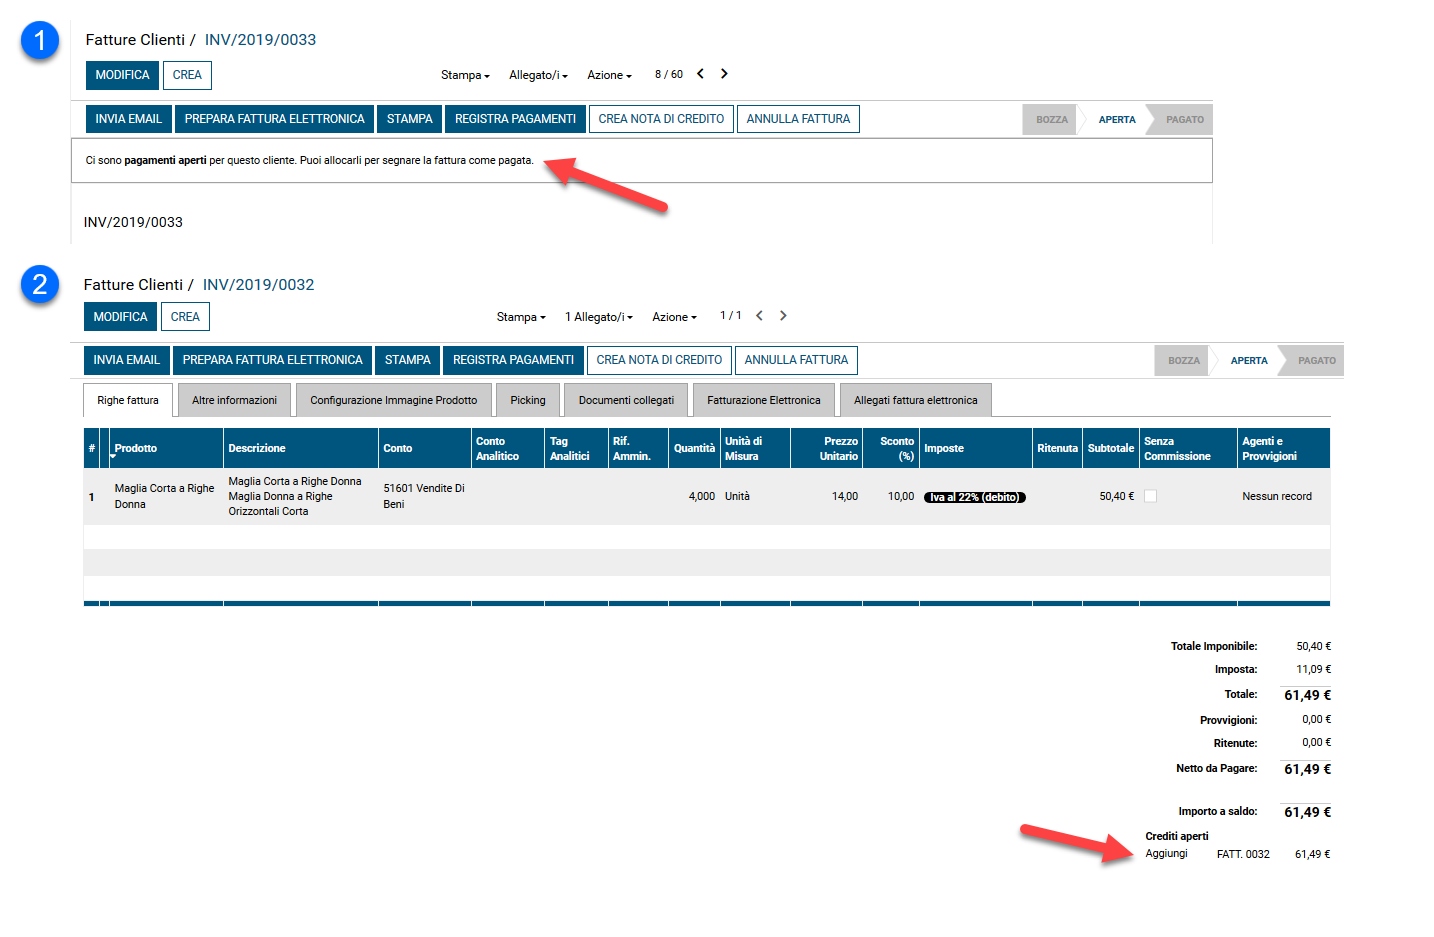 1
Fatture Clienti / INV/2019/0033
MODIFICA CREA Stampa Allegato/i Azione 8 / 60
INVIA EMAIL PREPARA FATTURA ELETTRONICA STAMPA REGISTRA PAGAMENTI CREA NOTA DI CREDITO ANNULLA FATTURA BOZZA APERTA PAGATO
Ci sono pagamenti aperti per questo cliente. Puoi allocarli per segnare la fattura come pagata.
INV/2019/0033
2
Fatture Clienti / INV/2019/0032
MODIFICA CREA Stampa 1 Allegato/i Azione 1 / 1
INVIA EMAIL PREPARA FATTURA ELETTRONICA STAMPA REGISTRA PAGAMENTI CREA NOTA DI CREDITO ANNULLA FATTURA BOZZA APERTA PAGATO
Righe fattura Altre informazioni Configurazione Immagine Prodotto Picking Documenti collegati Fatturazione Elettronica Allegati fattura elettronica
# Prodotto Descrizione Conto Conto Analitico Tag Analitici Rif. Ammin. Quantità Unità di Misura Prezzo Unitario Sconto (%) Imposte Ritenuta Subtotale Senza Commissione Agenti e Provvigioni
1 Maglia Corta a Righe Donna Maglia Corta a Righe Donna Maglia Donna a Righe Orizzontali Corta 51601 Vendite Di Beni 4,000 Unità 14,00 10,00 Iva al 22% (debito) 50,40 € Nessun record
Totale Imponibile: 50,40 €
Imposta: 11,09 €
Totale: 61,49 €
Provvigioni: 0,00 €
Ritenute: 0,00 €
Netto da Pagare: 61,49 €
Importo a saldo: 61,49 €
Crediti aperti
Aggiungi FATT. 0032 61,49 €